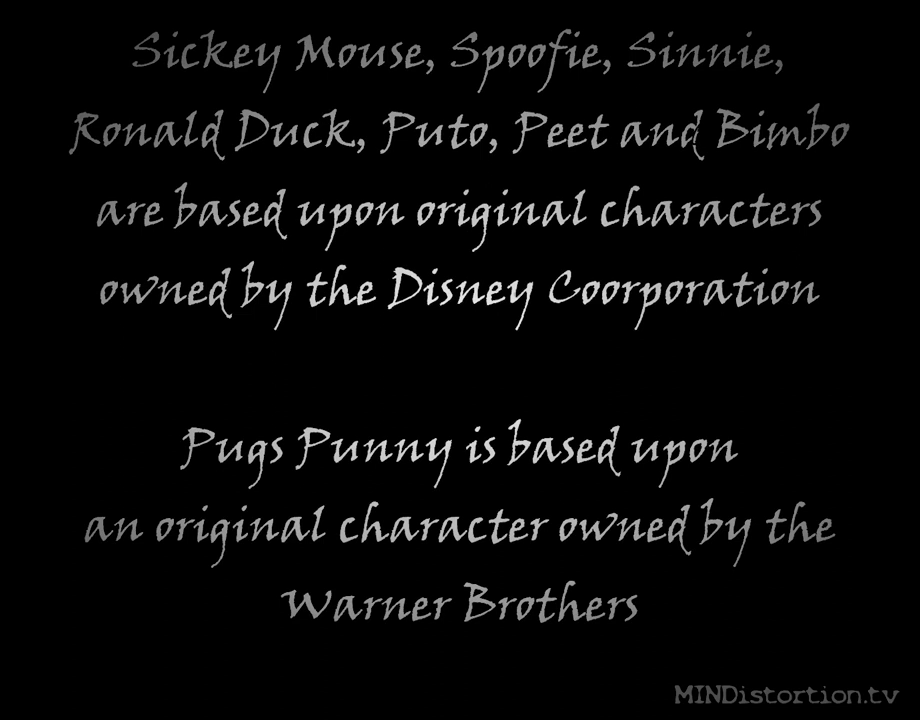 Sickey Mouse, Spoofie, Sinnie,
Ronald Duck, Puto, Peet and Bimbo
are based upon original characters
owned by the Disney Coorporation
Pugs Punny is based upon
an original character owned by the
Warner Brothers
MINDistortion.tv